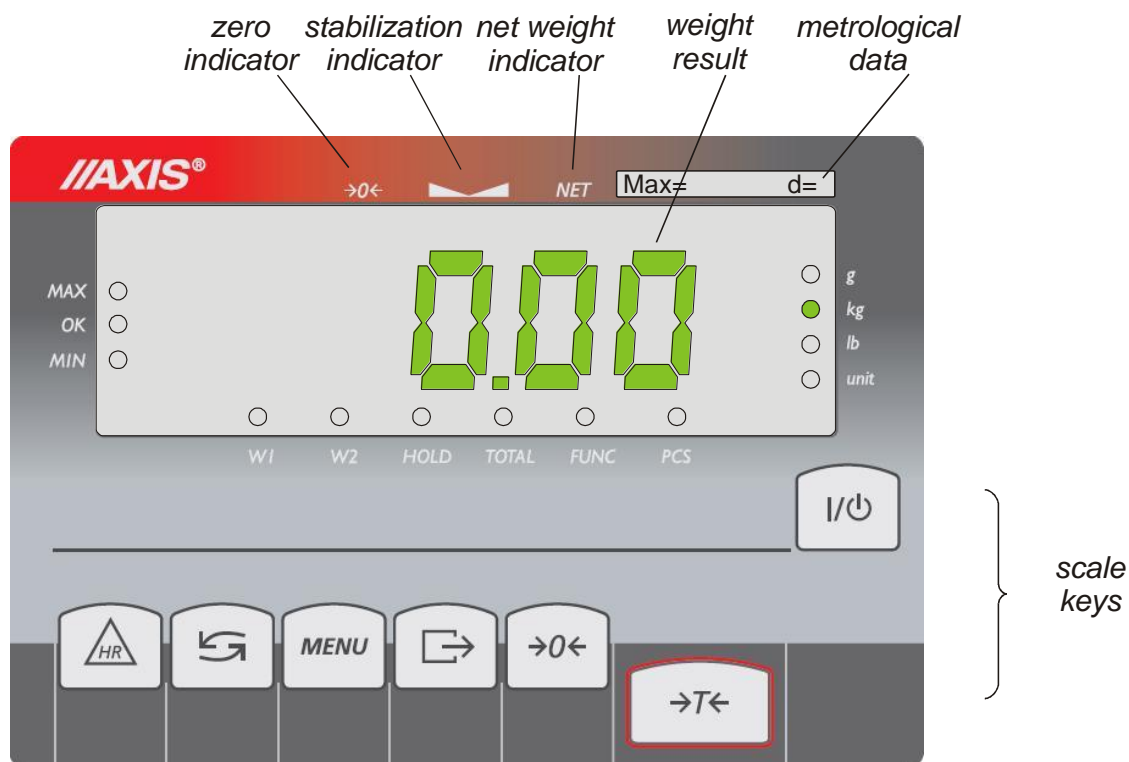 zero indicator
stabilization indicator
net weight indicator
weight result
metrological data
//AXIS®
→0←
NET
Max= d=
0.00
MAX
OK
MIN
g
kg
lb
unit
W1 W2 HOLD TOTAL FUNC PCS
I/⏻
scale keys
HR
MENU
→0←
→T←